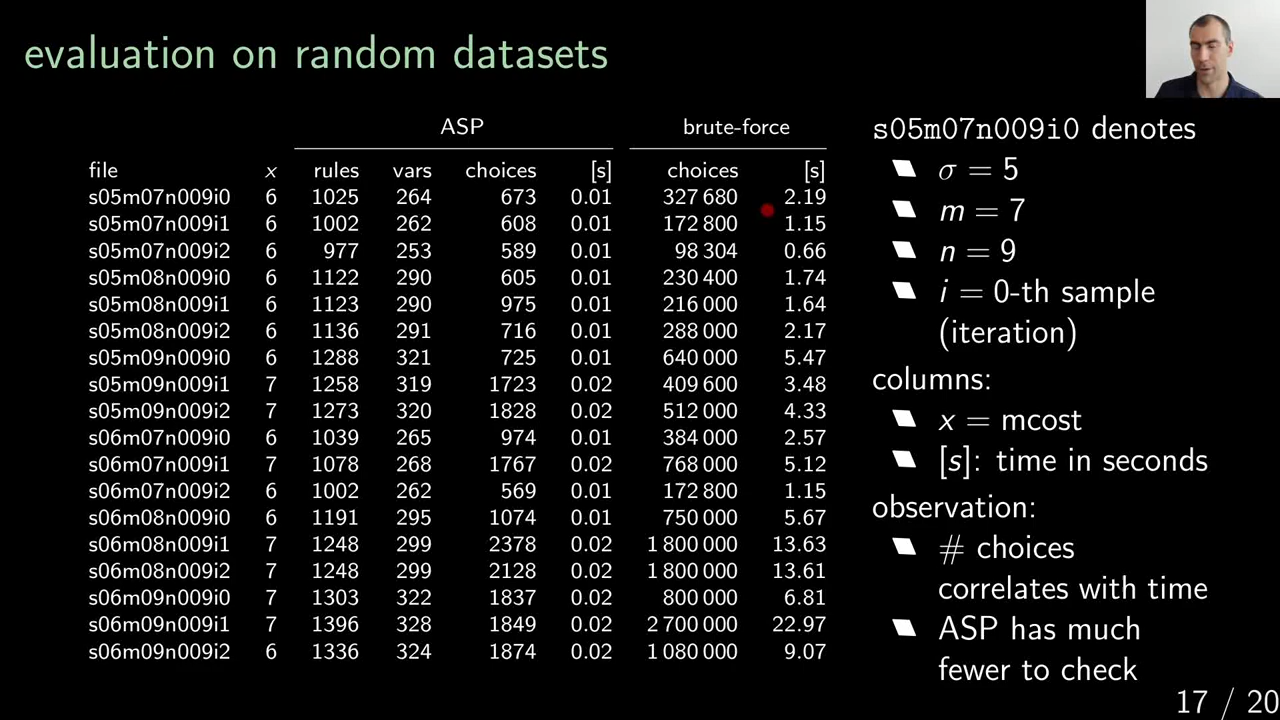 evaluation on random datasets
ASP brute-force
file x rules vars choices [s] choices [s]
s05m07n009i0 6 1025 264 673 0.01 327 680 2.19
s05m07n009i1 6 1002 262 608 0.01 172 800 1.15
s05m07n009i2 6 977 253 589 0.01 98 304 0.66
s05m08n009i0 6 1122 290 605 0.01 230 400 1.74
s05m08n009i1 6 1123 290 975 0.01 216 000 1.64
s05m08n009i2 6 1136 291 716 0.01 288 000 2.17
s05m09n009i0 6 1288 321 725 0.01 640 000 5.47
s05m09n009i1 7 1258 319 1723 0.02 409 600 3.48
s05m09n009i2 7 1273 320 1828 0.02 512 000 4.33
s06m07n009i0 6 1039 265 974 0.01 384 000 2.57
s06m07n009i1 7 1078 268 1767 0.02 768 000 5.12
s06m07n009i2 6 1002 262 569 0.01 172 800 1.15
s06m08n009i0 6 1191 295 1074 0.01 750 000 5.67
s06m08n009i1 7 1248 299 2378 0.02 1 800 000 13.63
s06m08n009i2 7 1248 299 2128 0.02 1 800 000 13.61
s06m09n009i0 7 1303 322 1837 0.02 800 000 6.81
s06m09n009i1 7 1396 328 1849 0.02 2 700 000 22.97
s06m09n009i2 6 1336 324 1874 0.02 1 080 000 9.07
s05m07n009i0 denotes
σ = 5
m = 7
n = 9
i = 0-th sample
(iteration)
columns:
x = mcost
[s]: time in seconds
observation:
# choices
correlates with time
ASP has much
fewer to check
17 / 20